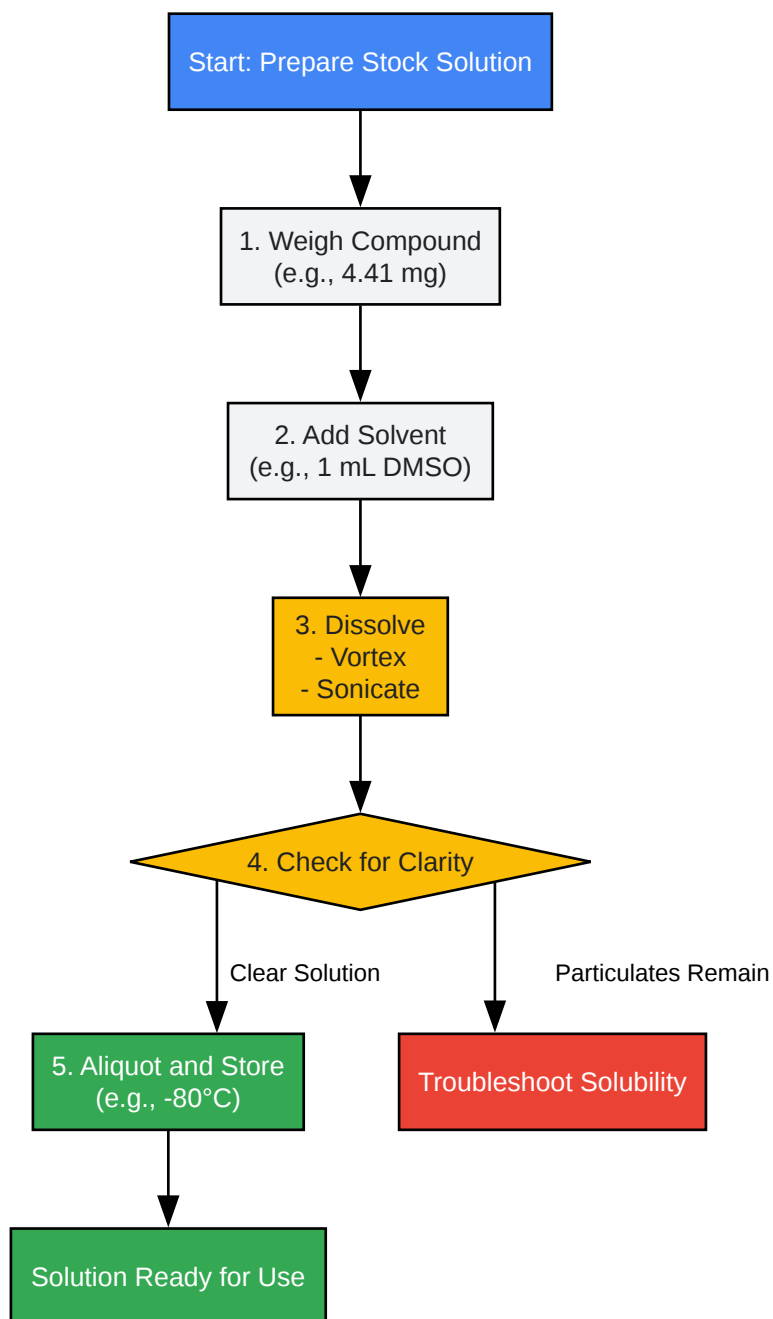 Start: Prepare Stock Solution
1. Weigh Compound
(e.g., 4.41 mg)
2. Add Solvent
(e.g., 1 mL DMSO)
3. Dissolve
- Vortex
- Sonicate
4. Check for Clarity
Clear Solution
Particulates Remain
5. Aliquot and Store
(e.g., -80°C)
Troubleshoot Solubility
Solution Ready for Use